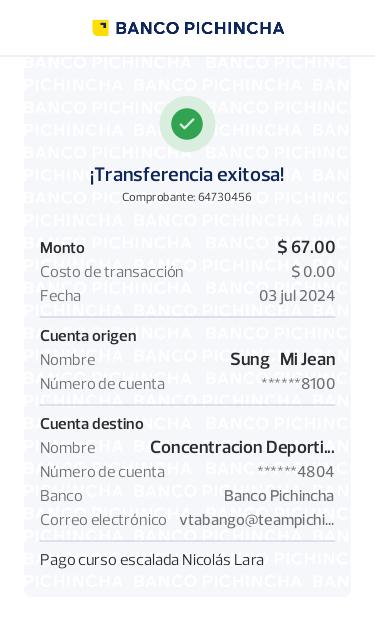 BANCO PICHINCHA
¡Transferencia exitosa!
Comprobante: 64730456
Monto $ 67.00
Costo de transacción $ 0.00
Fecha 03 jul 2024
Cuenta origen
Nombre Sung Mi Jean
Número de cuenta ******8100
Cuenta destino
Nombre Concentracion Deporti...
Número de cuenta ******4804
Banco Banco Pichincha
Correo electrónico vtabango@teampichi...
Pago curso escalada Nicolás Lara